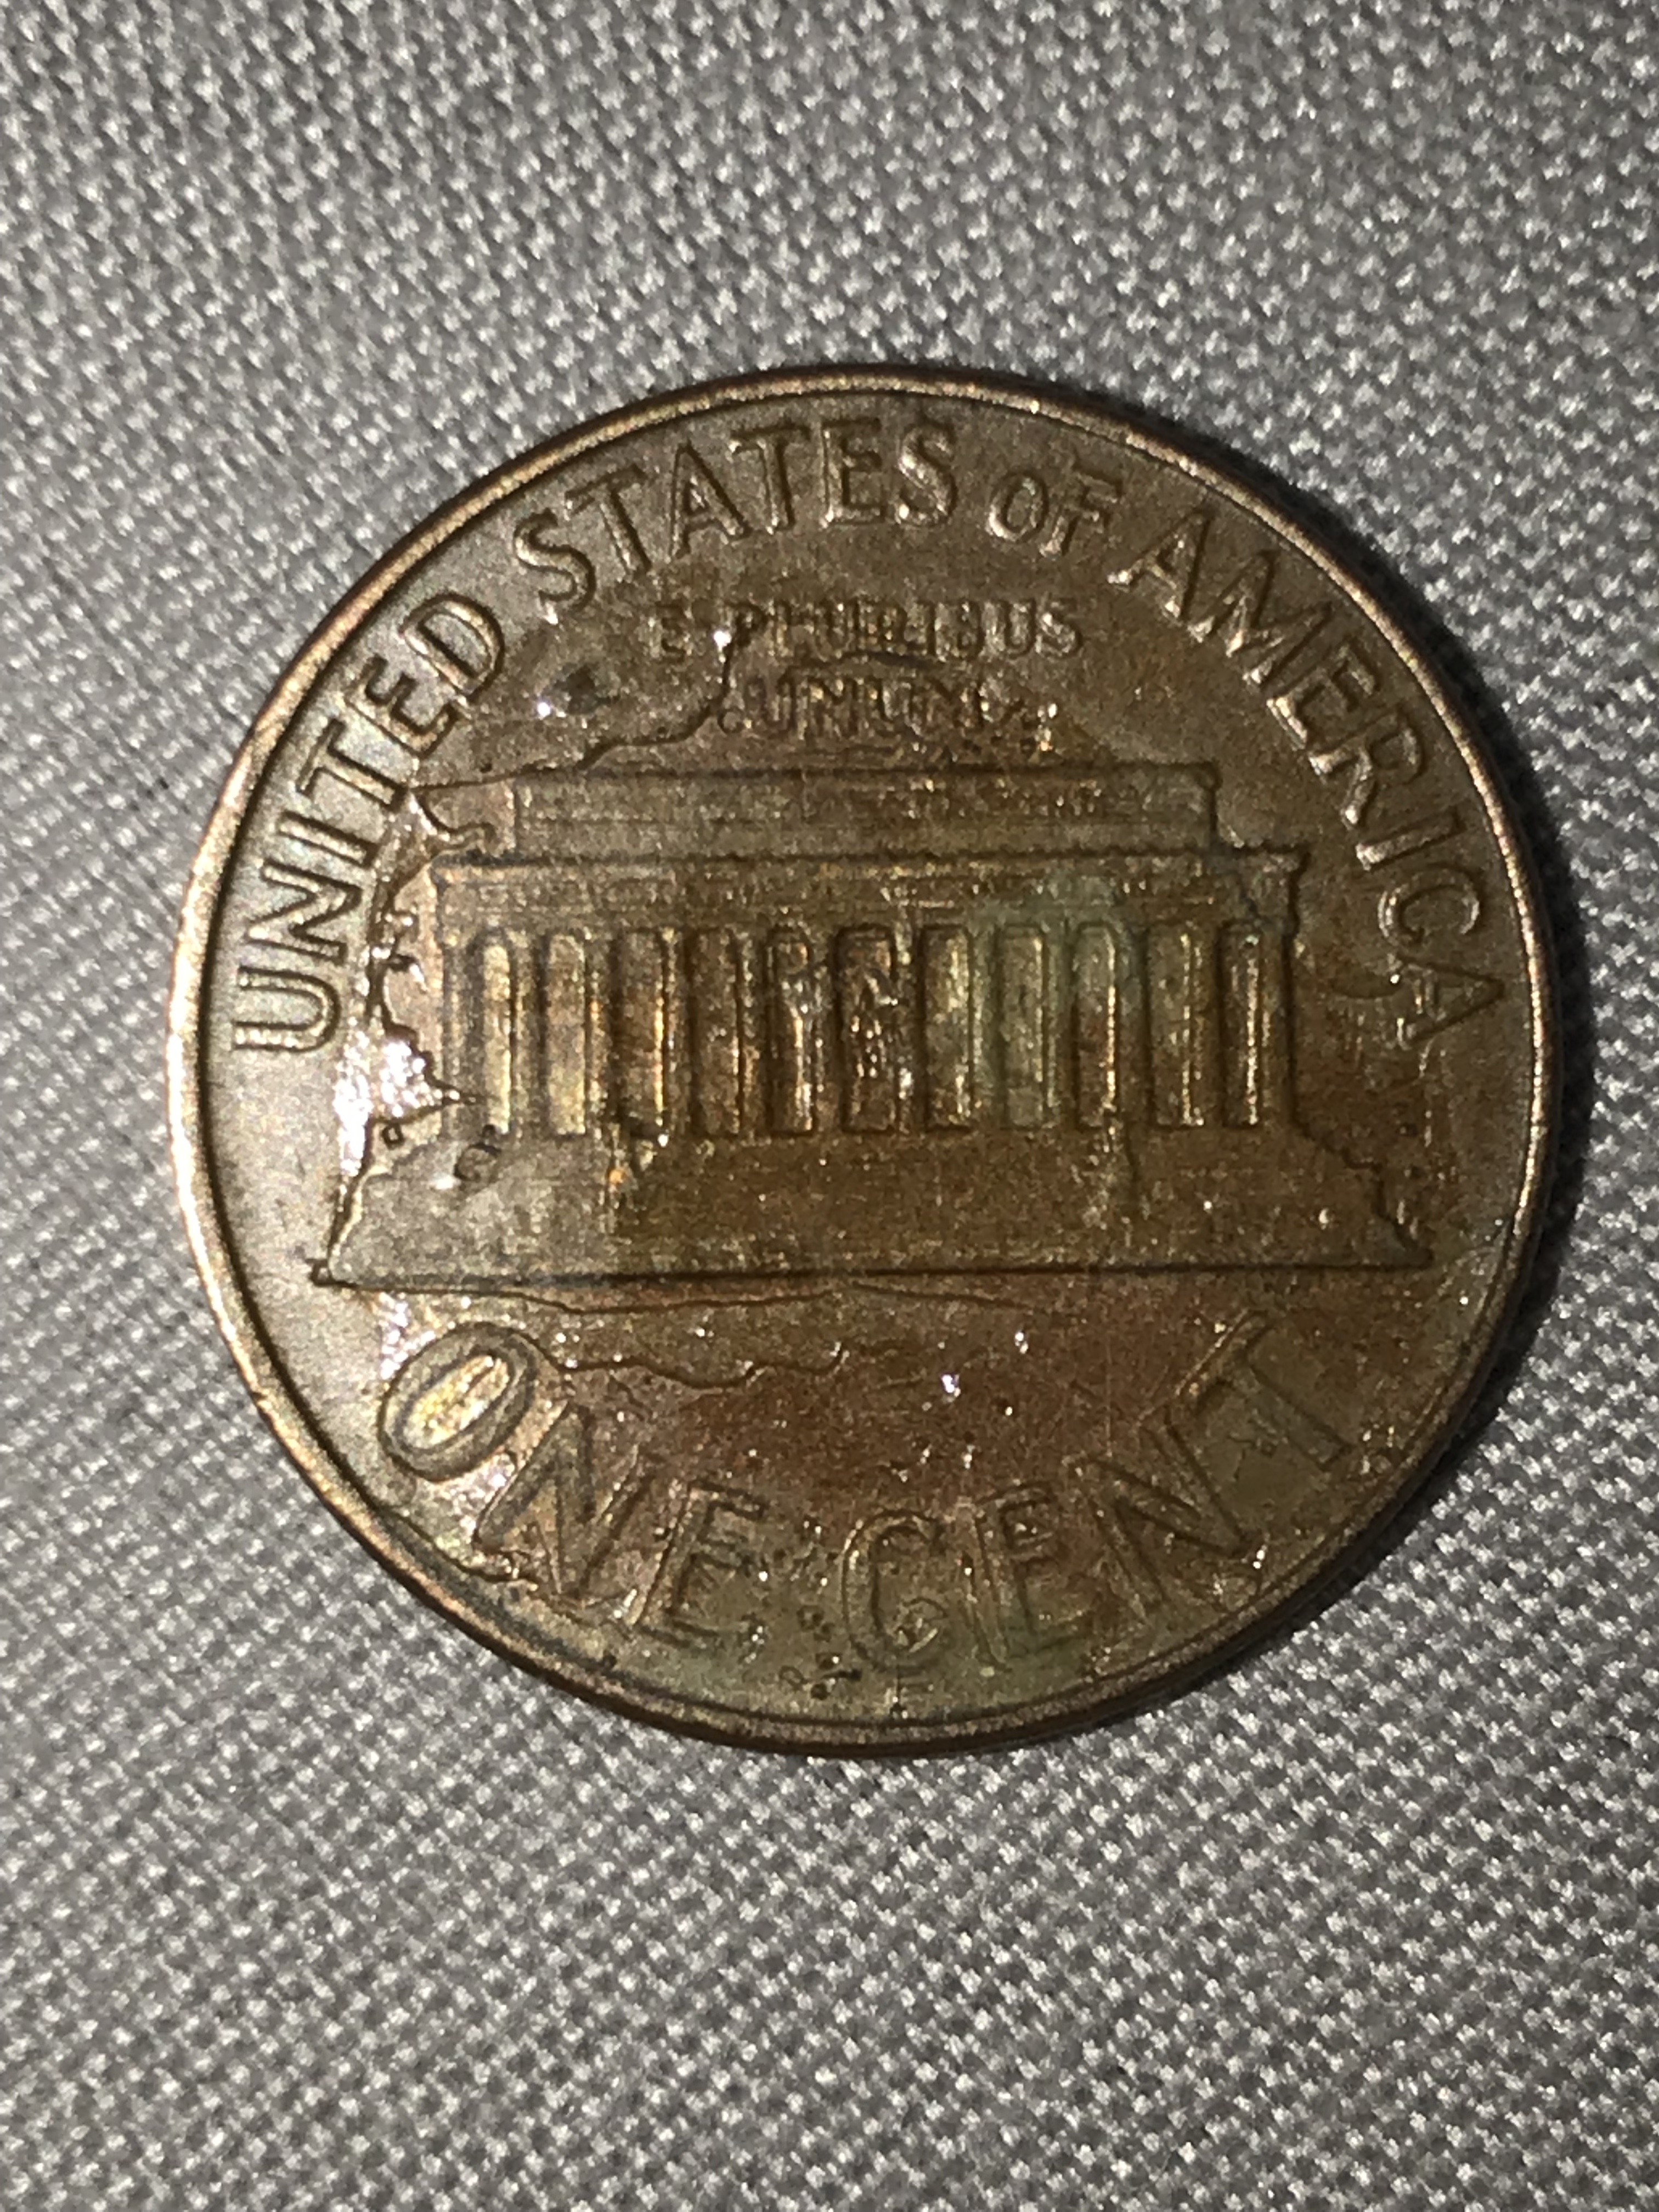 UNITED STATES OF AMERICA
E PLURIBUS
UNUM
ONE CENT